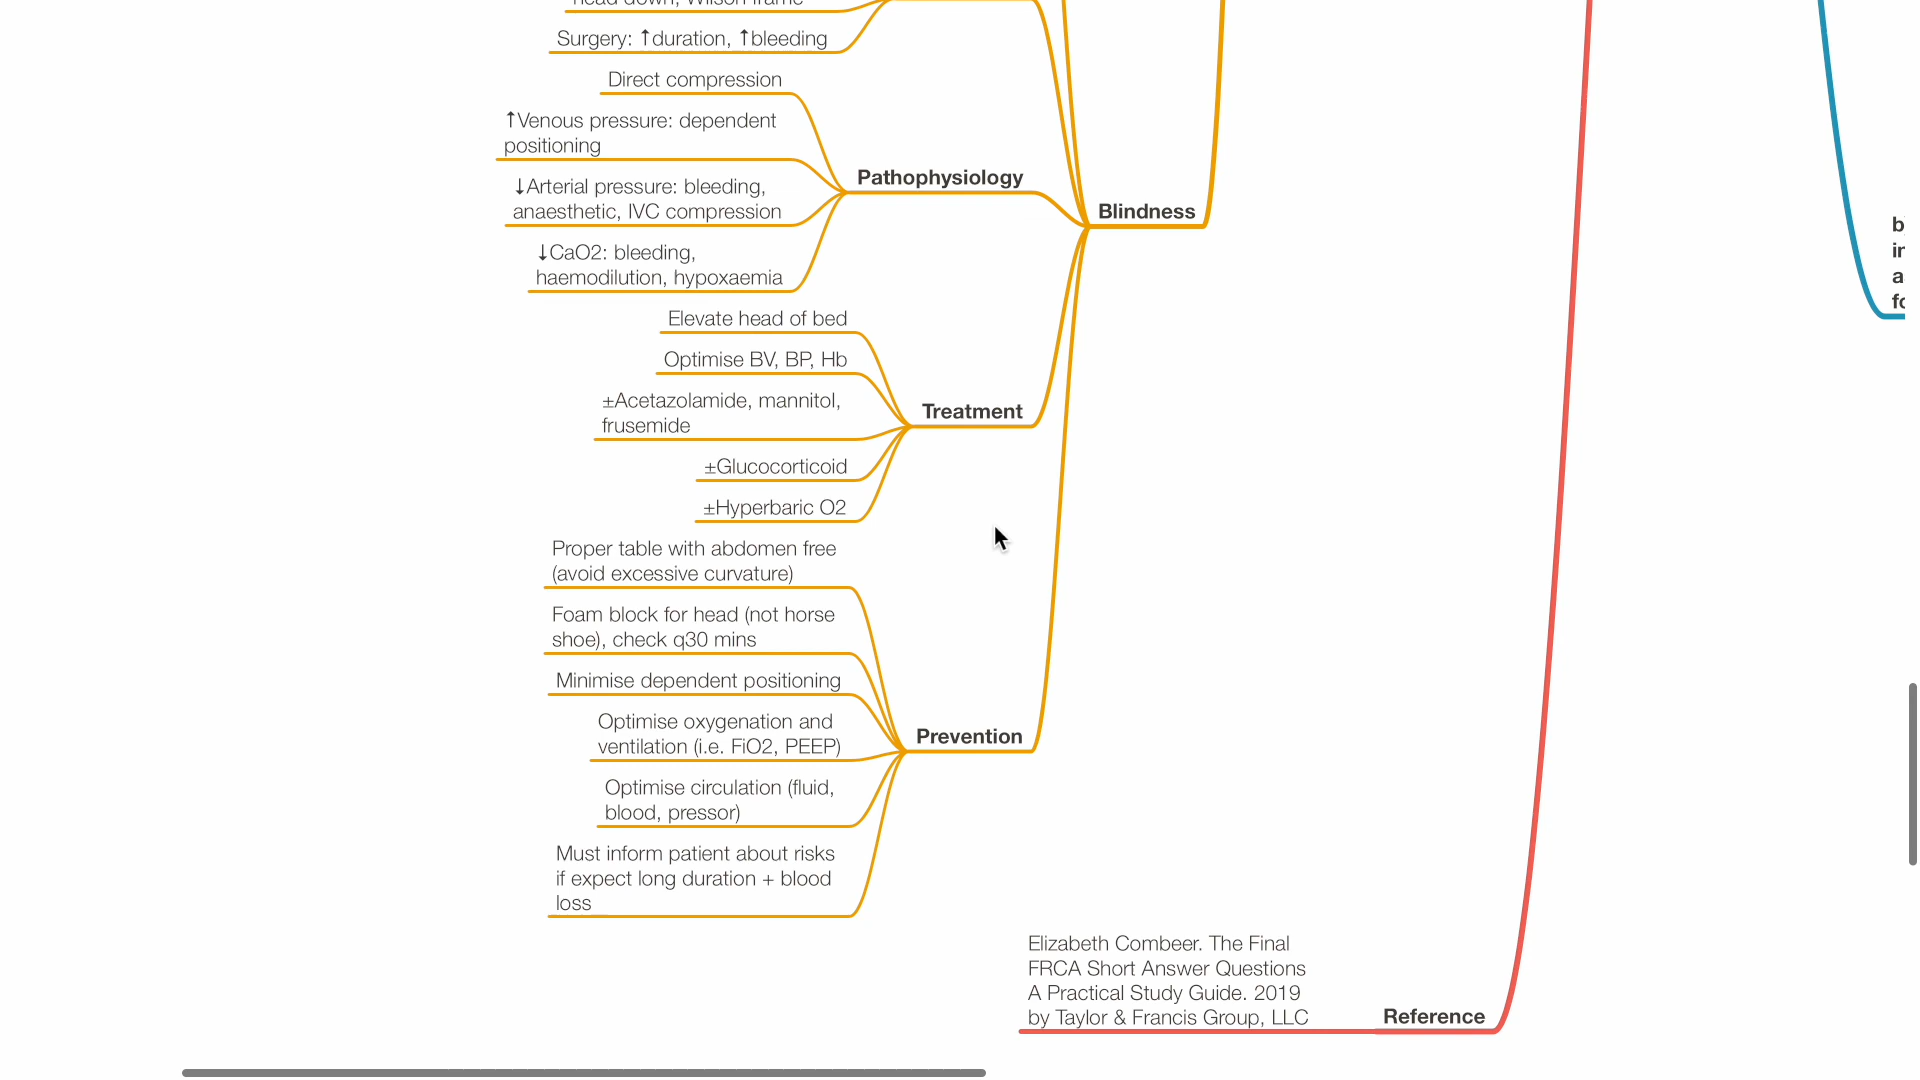 head down, Wilson frame
Surgery: ↑duration, ↑bleeding
Direct compression
↑Venous pressure: dependent
positioning
↓Arterial pressure: bleeding,
anaesthetic, IVC compression
↓CaO2: bleeding,
haemodilution, hypoxaemia
Pathophysiology
Blindness
Elevate head of bed
Optimise BV, BP, Hb
±Acetazolamide, mannitol,
frusemide
±Glucocorticoid
±Hyperbaric O2
Treatment
Proper table with abdomen free
(avoid excessive curvature)
Foam block for head (not horse
shoe), check q30 mins
Minimise dependent positioning
Optimise oxygenation and
ventilation (i.e. FiO2, PEEP)
Optimise circulation (fluid,
blood, pressor)
Must inform patient about risks
if expect long duration + blood
loss
Prevention
Elizabeth Combeer. The Final
FRCA Short Answer Questions
A Practical Study Guide. 2019
by Taylor & Francis Group, LLC
Reference